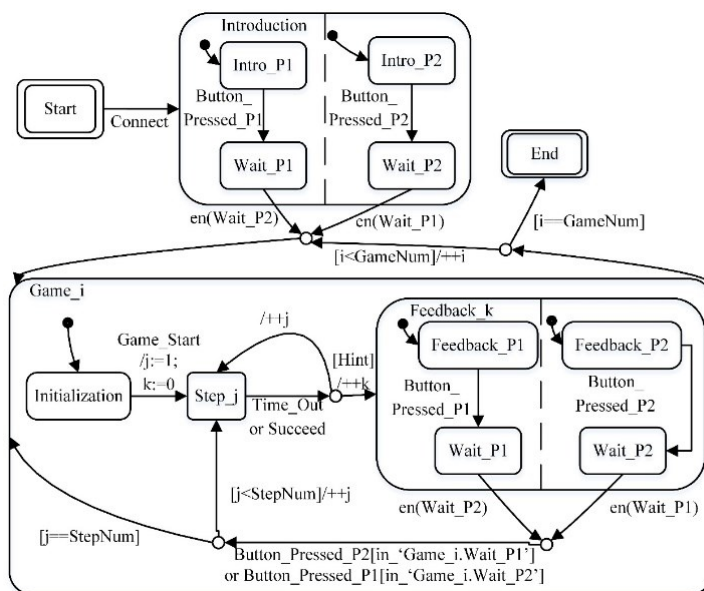 Introduction
Intro_P1
Intro_P2
Start
Connect
Button_
Pressed_P1
Button_
Pressed_P2
Wait_P1
Wait_P2
End
en(Wait_P2)
en(Wait_P1)
[i==GameNum]
[i<GameNum]/++i
Game_i
/++j
Game_Start
/j:=1;
k:=0
[Hint]
/++k
Initialization
Step_j
Time_Out
or Succeed
Feedback_k
Feedback_P1
Feedback_P2
Button_
Pressed_P1
Button_
Pressed_P2
Wait_P1
Wait_P2
en(Wait_P2)
en(Wait_P1)
[j<StepNum]/++j
[j==StepNum]
Button_Pressed_P2[in_‘Game_i.Wait_P1’]
or Button_Pressed_P1[in_‘Game_i.Wait_P2’]